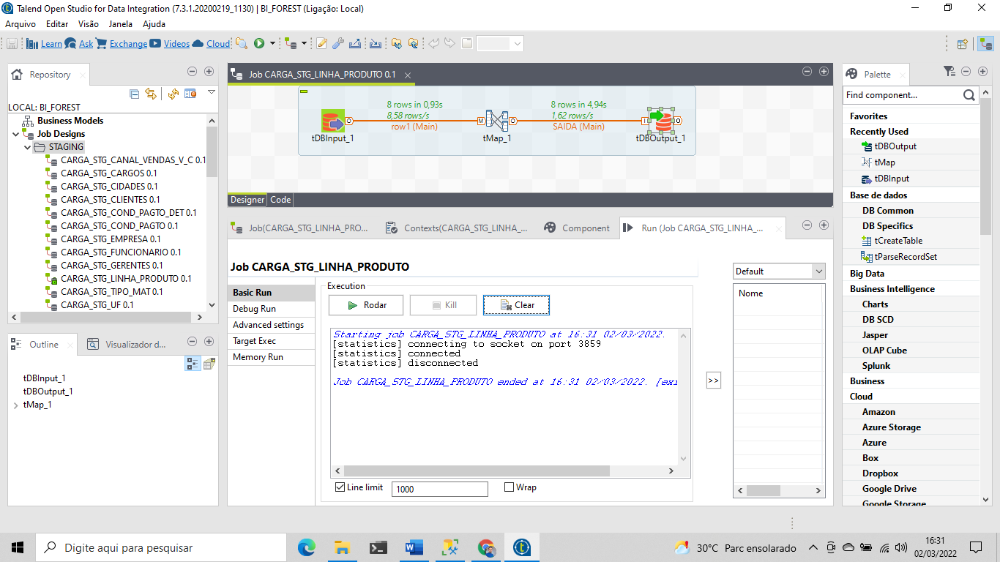 Talend Open Studio for Data Integration (7.3.1.20200219_1130) | BI_FOREST (Ligação: Local)
Arquivo Editar Visão Janela Ajuda
Learn Ask Exchange Videos Cloud
Repository
LOCAL: BI_FOREST
Business Models
Job Designs
STAGING
CARGA_STG_CANAL_VENDAS_V_C 0.1
CARGA_STG_CARGOS 0.1
CARGA_STG_CIDADES 0.1
CARGA_STG_CLIENTES 0.1
CARGA_STG_COND_PAGTO_DET 0.1
CARGA_STG_COND_PAGTO 0.1
CARGA_STG_EMPRESA 0.1
CARGA_STG_FUNCIONARIO 0.1
CARGA_STG_GERENTES 0.1
CARGA_STG_LINHA_PRODUTO 0.1
CARGA_STG_TIPO_MAT 0.1
CARGA_STG_UF 0.1
Outline Visualizador d...
tDBInput_1
tDBOutput_1
tMap_1
Job CARGA_STG_LINHA_PRODUTO 0.1
8 rows in 0,93s
8,58 rows/s
row1 (Main)
8 rows in 4,94s
1,62 rows/s
SAIDA (Main)
O M O I O
tDBInput_1 tMap_1 tDBOutput_1
Designer Code
Job(CARGA_STG_LINHA_PRO... Contexts(CARGA_STG_LINHA_... Component Run (Job CARGA_STG_LINHA_...
Job CARGA_STG_LINHA_PRODUTO
Basic Run
Debug Run
Advanced settings
Target Exec
Memory Run
Execution
Rodar Kill Clear
Starting job CARGA_STG_LINHA_PRODUTO at 16:31 02/03/2022.
[statistics] connecting to socket on port 3859
[statistics] connected
[statistics] disconnected
Job CARGA_STG_LINHA_PRODUTO ended at 16:31 02/03/2022. [exi
Line limit 1000 Wrap
>>
Default
Nome
Palette
Find component...
Favorites
Recently Used
tDBOutput
tMap
tDBInput
Base de dados
DB Common
DB Specifics
tCreateTable
tParseRecordSet
Big Data
Business Intelligence
Charts
DB SCD
Jasper
OLAP Cube
Splunk
Business
Cloud
Amazon
Azure Storage
Azure
Box
Dropbox
Google Drive
Google Storage
Digite aqui para pesquisar
30°C Parc ensolarado
16:31
02/03/2022